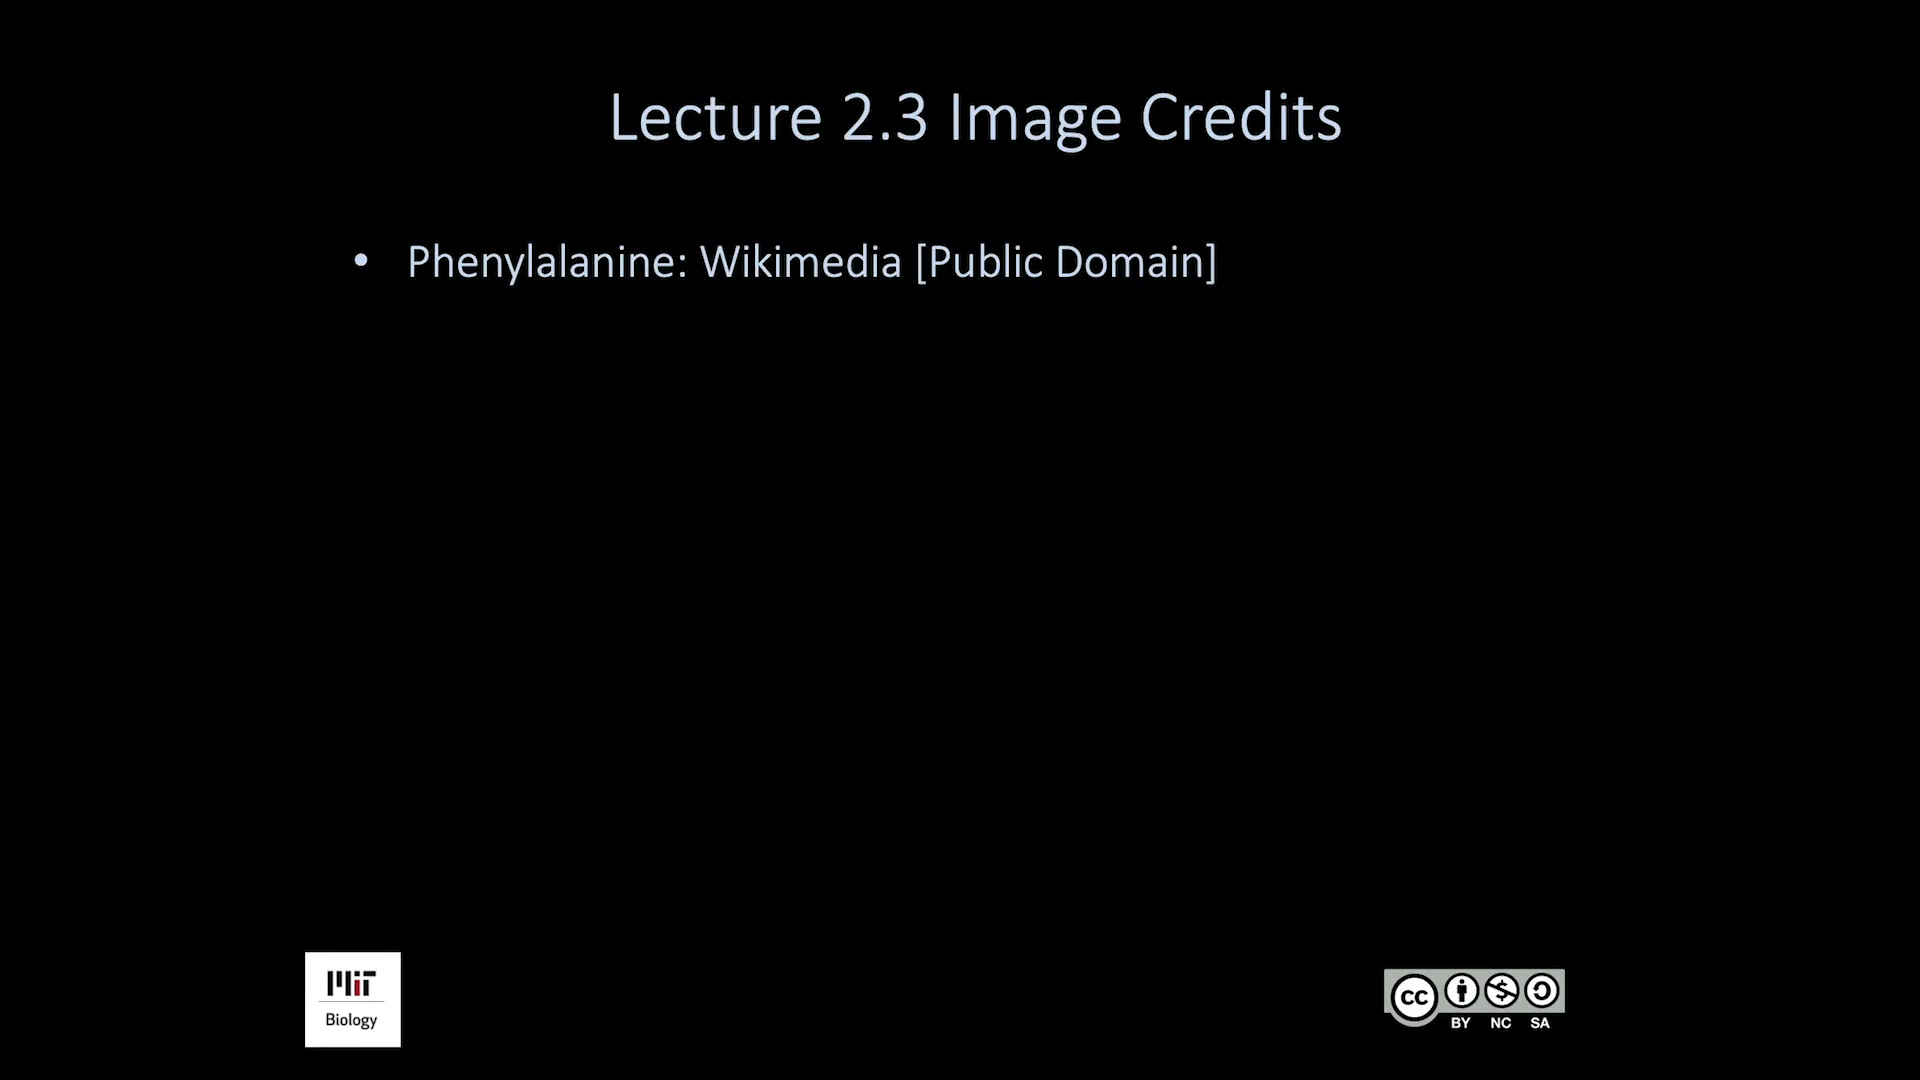 Lecture 2.3 Image Credits
• Phenylalanine: Wikimedia [Public Domain]
MIT
Biology
cc
BY NC SA